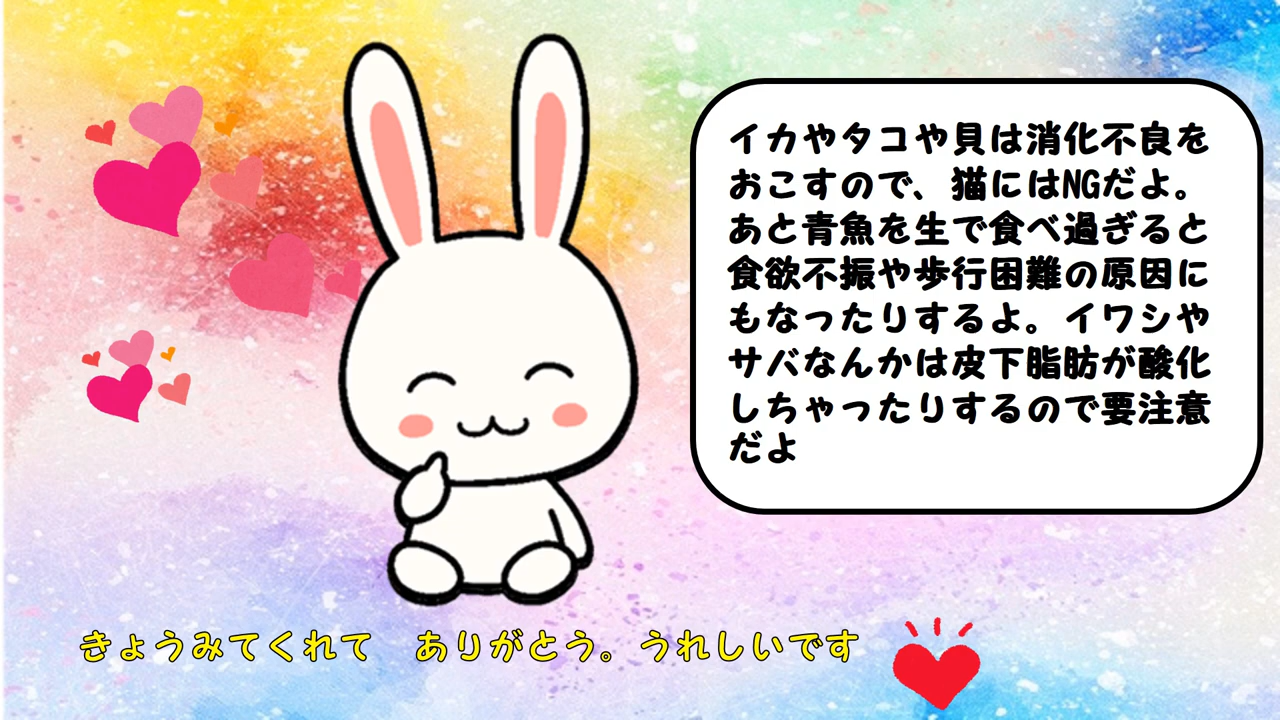 イカやタコや貝は消化不良を
おこすので、猫にはNGだよ。
あと青魚を生で食べ過ぎると
食欲不振や歩行困難の原因に
もなったりするよ。イワシや
サバなんかは皮下脂肪が酸化
しちゃったりするので要注意
だよ
きょうみてくれて　ありがとう。うれしいです